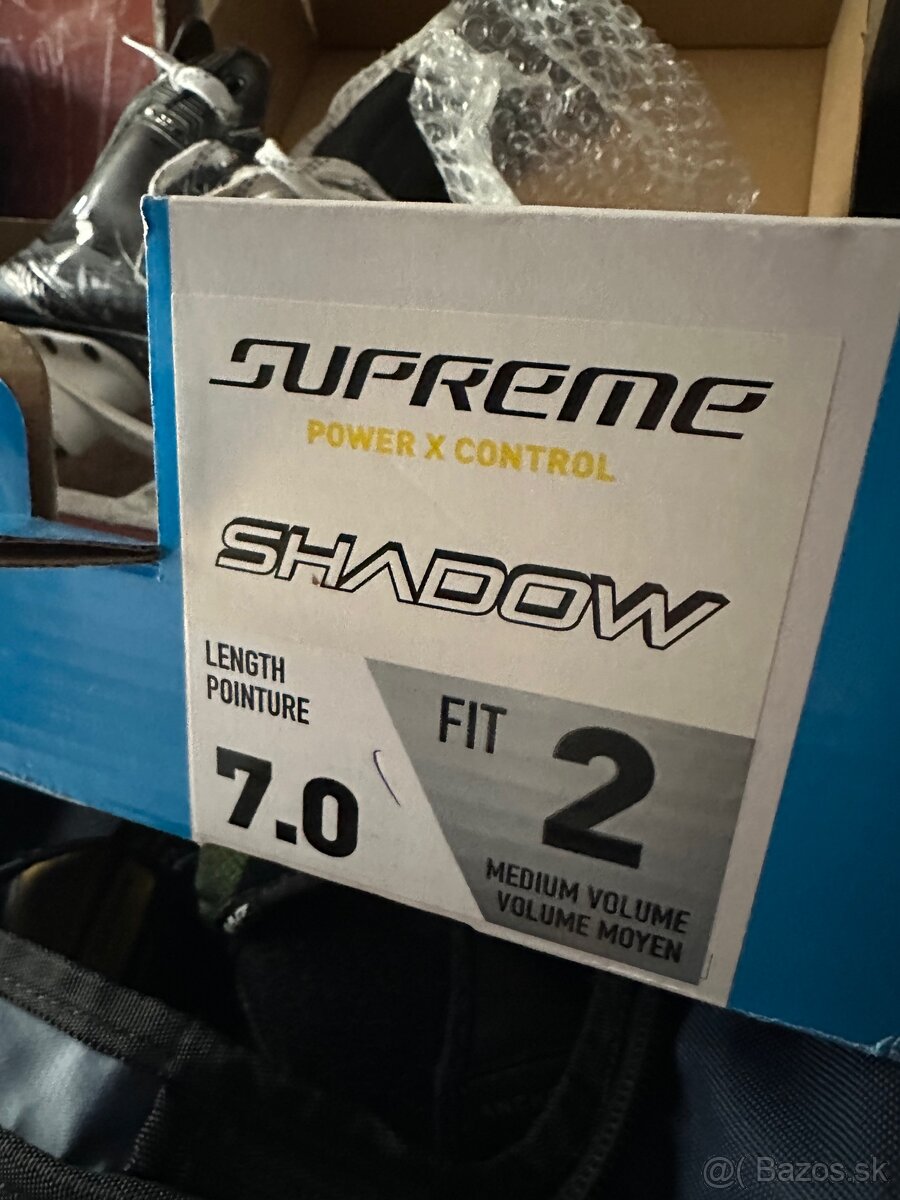 SUPREME
POWER X CONTROL
SHADOW
LENGTH
POINTURE
7.0
FIT
2
MEDIUM VOLUME
VOLUME MOYEN
@( Bazos.sk